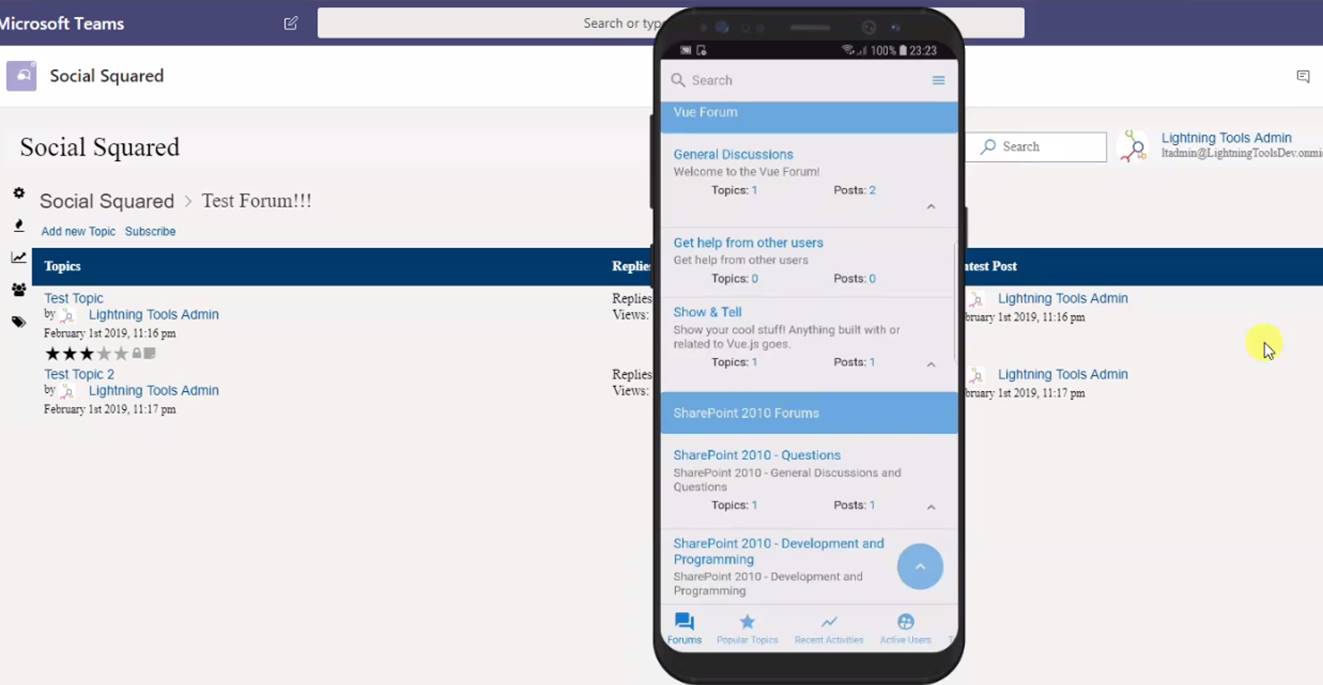 Microsoft Teams
Search or type
Social Squared
Social Squared
Search
Lightning Tools Admin
ltadmin@LightningToolsDev.onmi
Social Squared > Test Forum!!!
Add new Topic Subscribe
Topics
Replie
atest Post
Test Topic
by Lightning Tools Admin
February 1st 2019, 11:16 pm
Replies
Views:
Lightning Tools Admin
bruary 1st 2019, 11:16 pm
Test Topic 2
by Lightning Tools Admin
February 1st 2019, 11:17 pm
Replies
Views:
Lightning Tools Admin
bruary 1st 2019, 11:17 pm
100% 23:23
Search
Vue Forum
General Discussions
Welcome to the Vue Forum!
Topics: 1 Posts: 2
Get help from other users
Get help from other users
Topics: 0 Posts: 0
Show & Tell
Show your cool stuff! Anything built with or
related to Vue.js goes.
Topics: 1 Posts: 1
SharePoint 2010 Forums
SharePoint 2010 - Questions
SharePoint 2010 - General Discussions and
Questions
Topics: 1 Posts: 1
SharePoint 2010 - Development and
Programming
SharePoint 2010 - Development and
Programming
Forums Popular Topics Recent Activities Active Users